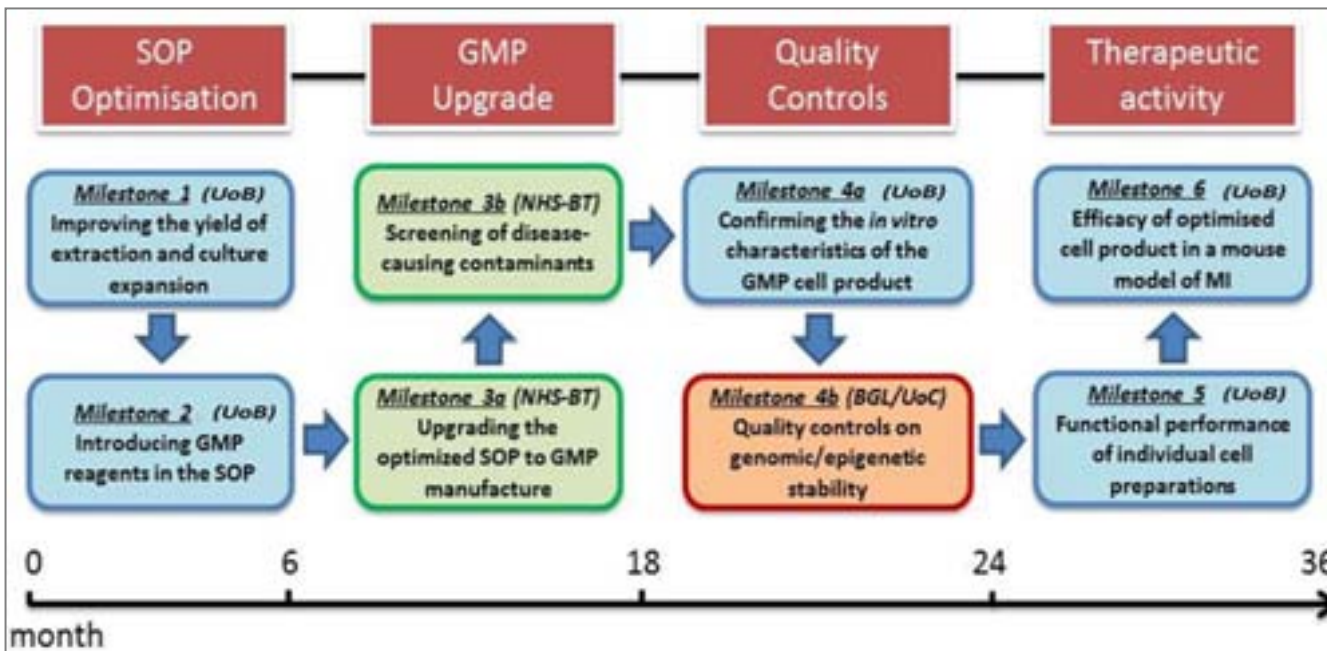 SOP
Optimisation
GMP
Upgrade
Quality
Controls
Therapeutic
activity
Milestone 1 (UoB)
Improving the yield of
extraction and culture
expansion
Milestone 2 (UoB)
Introducing GMP
reagents in the SOP
Milestone 3b (NHS-BT)
Screening of disease-
causing contaminants
Milestone 3a (NHS-BT)
Upgrading the
optimized SOP to GMP
manufacture
Milestone 4a (UoB)
Confirming the in vitro
characteristics of the
GMP cell product
Milestone 4b (BGL/UoC)
Quality controls on
genomic/epigenetic
stability
Milestone 6 (UoB)
Efficacy of optimised
cell product in a mouse
model of MI
Milestone 5 (UoB)
Functional performance
of individual cell
preparations
0 6 18 24 36
month